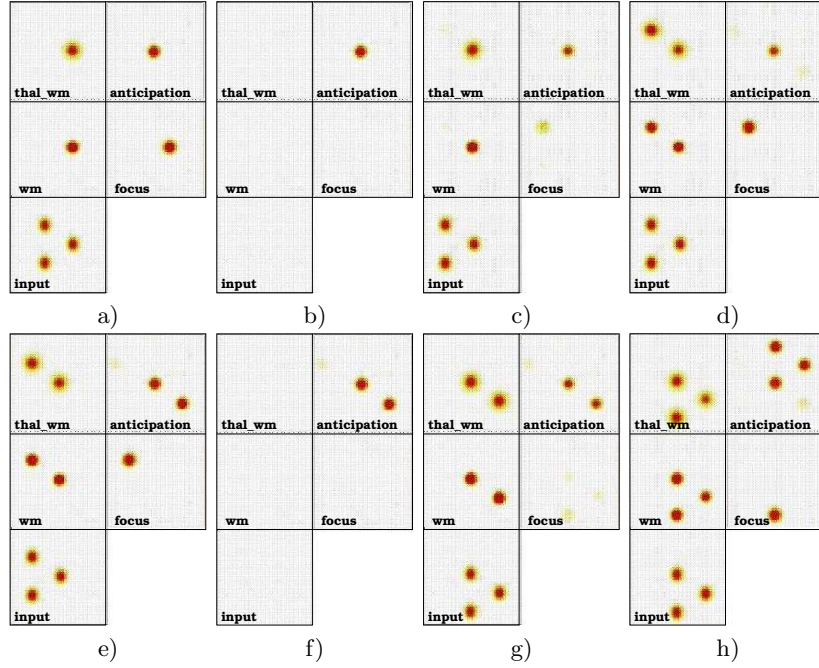 thal_wm anticipation thal_wm anticipation thal_wm anticipation thal_wm anticipation
wm focus wm focus wm focus wm focus
input input input input
a) b) c) d)
thal_wm anticipation thal_wm anticipation thal_wm anticipation thal_wm anticipation
wm focus wm focus wm focus wm focus
input input input input
e) f) g) h)